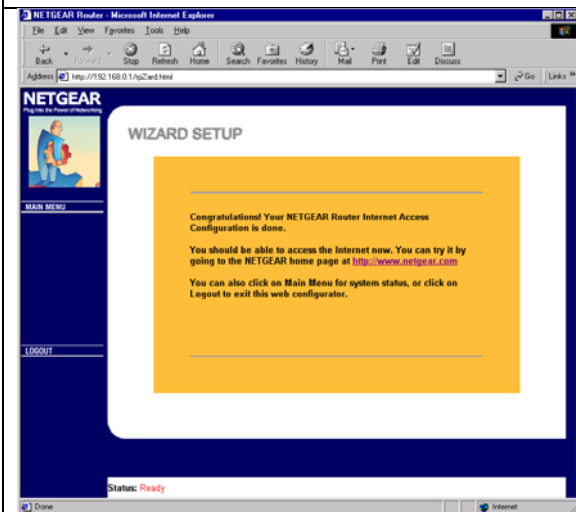 NETGEAR Router - Microsoft Internet Explorer
File Edit View Favorites Tools Help
Back Forward Stop Refresh Home Search Favorites History Mail Print Edit Discuss
Address http://192.168.0.1/rpZard.html Go Links »
NETGEAR
Plug Into the Power of Networking
WIZARD SETUP
MAIN MENU
Congratulations! Your NETGEAR Router Internet Access
Configuration is done.
You should be able to access the Internet now. You can try it by
going to the NETGEAR home page at http://www.netgear.com
You can also click on Main Menu for system status, or click on
Logout to exit this web configurator.
LOGOUT
Status: Ready
Done Internet